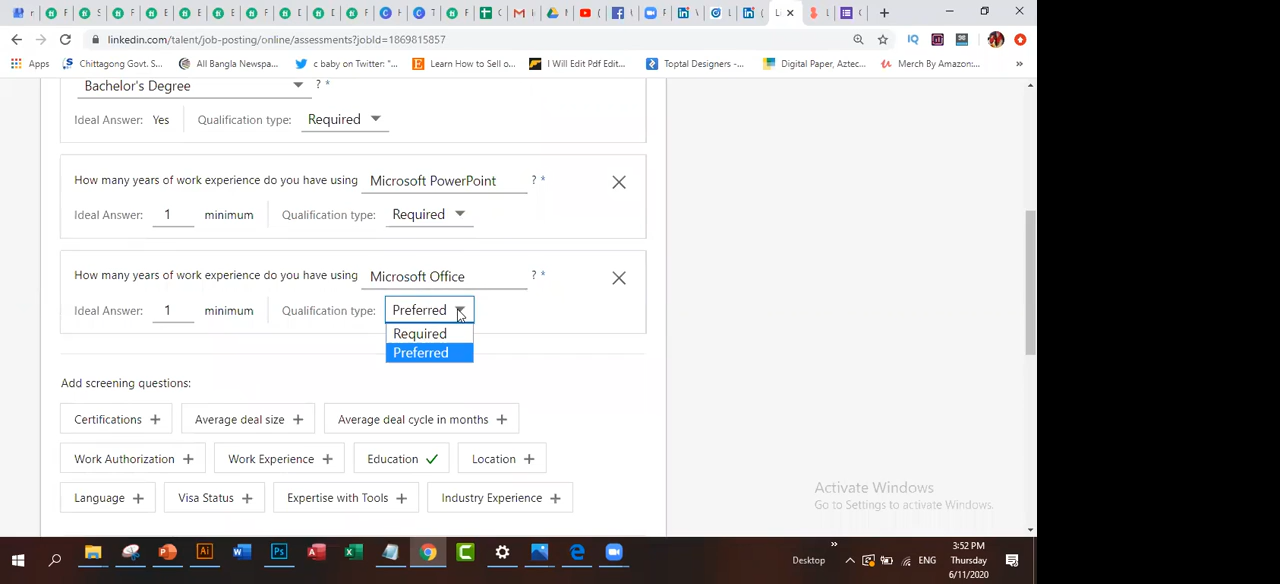 linkedin.com/talent/job-posting/online/assessments?jobId=1869815857
Apps
Chittagong Govt. S...
All Bangla Newspa...
c baby on Twitter: "...
Learn How to Sell o...
I Will Edit Pdf Edit...
Toptal Designers -...
Digital Paper, Aztec...
Merch By Amazon:...
»
Bachelor's Degree ? *
Ideal Answer: Yes Qualification type: Required
How many years of work experience do you have using Microsoft PowerPoint ? *
Ideal Answer: 1 minimum Qualification type: Required
How many years of work experience do you have using Microsoft Office ? *
Ideal Answer: 1 minimum Qualification type: Preferred
Required
Preferred
Add screening questions:
Certifications +
Average deal size +
Average deal cycle in months +
Work Authorization +
Work Experience +
Education ✓
Location +
Language +
Visa Status +
Expertise with Tools +
Industry Experience +
Activate Windows
Go to Settings to activate Windows.
Desktop
»
ENG
3:52 PM
Thursday
6/11/2020